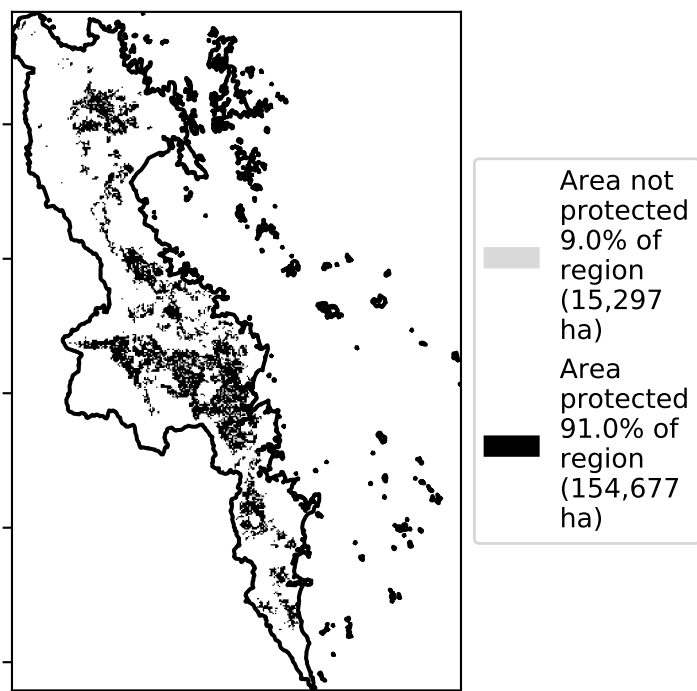 Area not
protected
9.0% of
region
(15,297
ha)
Area
protected
91.0% of
region
(154,677
ha)